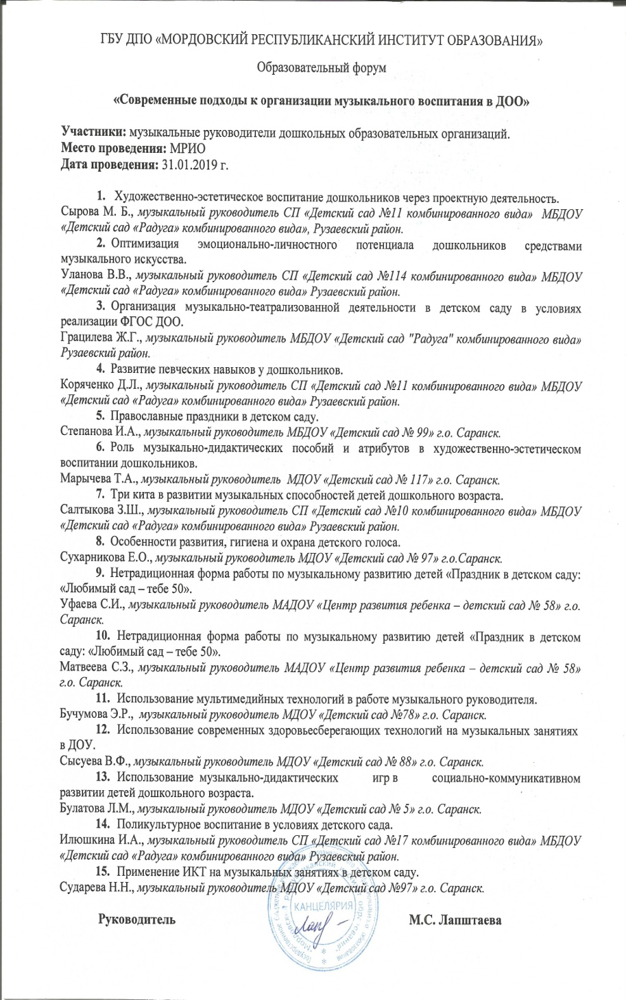 ГБУ ДПО «МОРДОВСКИЙ РЕСПУБЛИКАНСКИЙ ИНСТИТУТ ОБРАЗОВАНИЯ»
Образовательный форум
«Современные подходы к организации музыкального воспитания в ДОО»
Участники: музыкальные руководители дошкольных образовательных организаций.
Место проведения: МРИО
Дата проведения: 31.01.2019 г.
1. Художественно-эстетическое воспитание дошкольников через проектную деятельность.
Сырова М. Б., музыкальный руководитель СП «Детский сад №11 комбинированного вида» МБДОУ
«Детский сад «Радуга» комбинированного вида», Рузаевский район.
2. Оптимизация эмоционально-личностного потенциала дошкольников средствами
музыкального искусства.
Уланова В.В., музыкальный руководитель СП «Детский сад №114 комбинированного вида» МБДОУ
«Детский сад «Радуга» комбинированного вида» Рузаевский район.
3. Организация музыкально-театрализованной деятельности в детском саду в условиях
реализации ФГОС ДОО.
Грацилева Ж.Г., музыкальный руководитель МБДОУ «Детский сад "Радуга" комбинированного вида»
Рузаевский район.
4. Развитие певческих навыков у дошкольников.
Коряченко Д.Л., музыкальный руководитель СП «Детский сад №11 комбинированного вида» МБДОУ
«Детский сад «Радуга» комбинированного вида» Рузаевский район.
5. Православные праздники в детском саду.
Степанова И.А., музыкальный руководитель МБДОУ «Детский сад № 99» г.о. Саранск.
6. Роль музыкально-дидактических пособий и атрибутов в художественно-эстетическом
воспитании дошкольников.
Марычева Т.А., музыкальный руководитель МДОУ «Детский сад № 117» г.о. Саранск.
7. Три кита в развитии музыкальных способностей детей дошкольного возраста.
Салтыкова З.Ш., музыкальный руководитель СП «Детский сад №10 комбинированного вида» МБДОУ
«Детский сад «Радуга» комбинированного вида» Рузаевский район.
8. Особенности развития, гигиена и охрана детского голоса.
Сухарникова Е.О., музыкальный руководитель МДОУ «Детский сад № 97» г.о.Саранск.
9. Нетрадиционная форма работы по музыкальному развитию детей «Праздник в детском саду:
«Любимый сад – тебе 50».
Уфаева С.И., музыкальный руководитель МАДОУ «Центр развития ребенка – детский сад № 58» г.о.
Саранск.
10. Нетрадиционная форма работы по музыкальному развитию детей «Праздник в детском
саду: «Любимый сад – тебе 50».
Матвеева С.З., музыкальный руководитель МАДОУ «Центр развития ребенка – детский сад № 58»
г.о. Саранск.
11. Использование мультимедийных технологий в работе музыкального руководителя.
Бучумова Э.Р., музыкальный руководитель МДОУ «Детский сад №78» г.о. Саранск.
12. Использование современных здоровьесберегающих технологий на музыкальных занятиях
в ДОУ.
Сысуева В.Ф., музыкальный руководитель МДОУ «Детский сад № 88» г.о. Саранск.
13. Использование музыкально-дидактических игр в социально-коммуникативном
развитии детей дошкольного возраста.
Булатова Л.М., музыкальный руководитель МДОУ «Детский сад № 5» г.о. Саранск.
14. Поликультурное воспитание в условиях детского сада.
Илюшкина И.А., музыкальный руководитель СП «Детский сад №17 комбинированного вида» МБДОУ
«Детский сад «Радуга» комбинированного вида» Рузаевский район.
15. Применение ИКТ на музыкальных занятиях в детском саду.
Сударева Н.Н., музыкальный руководитель МДОУ «Детский сад №97» г.о. Саранск.
КАНЦЕЛЯРИЯ
Руководитель М.С. Лапштаева